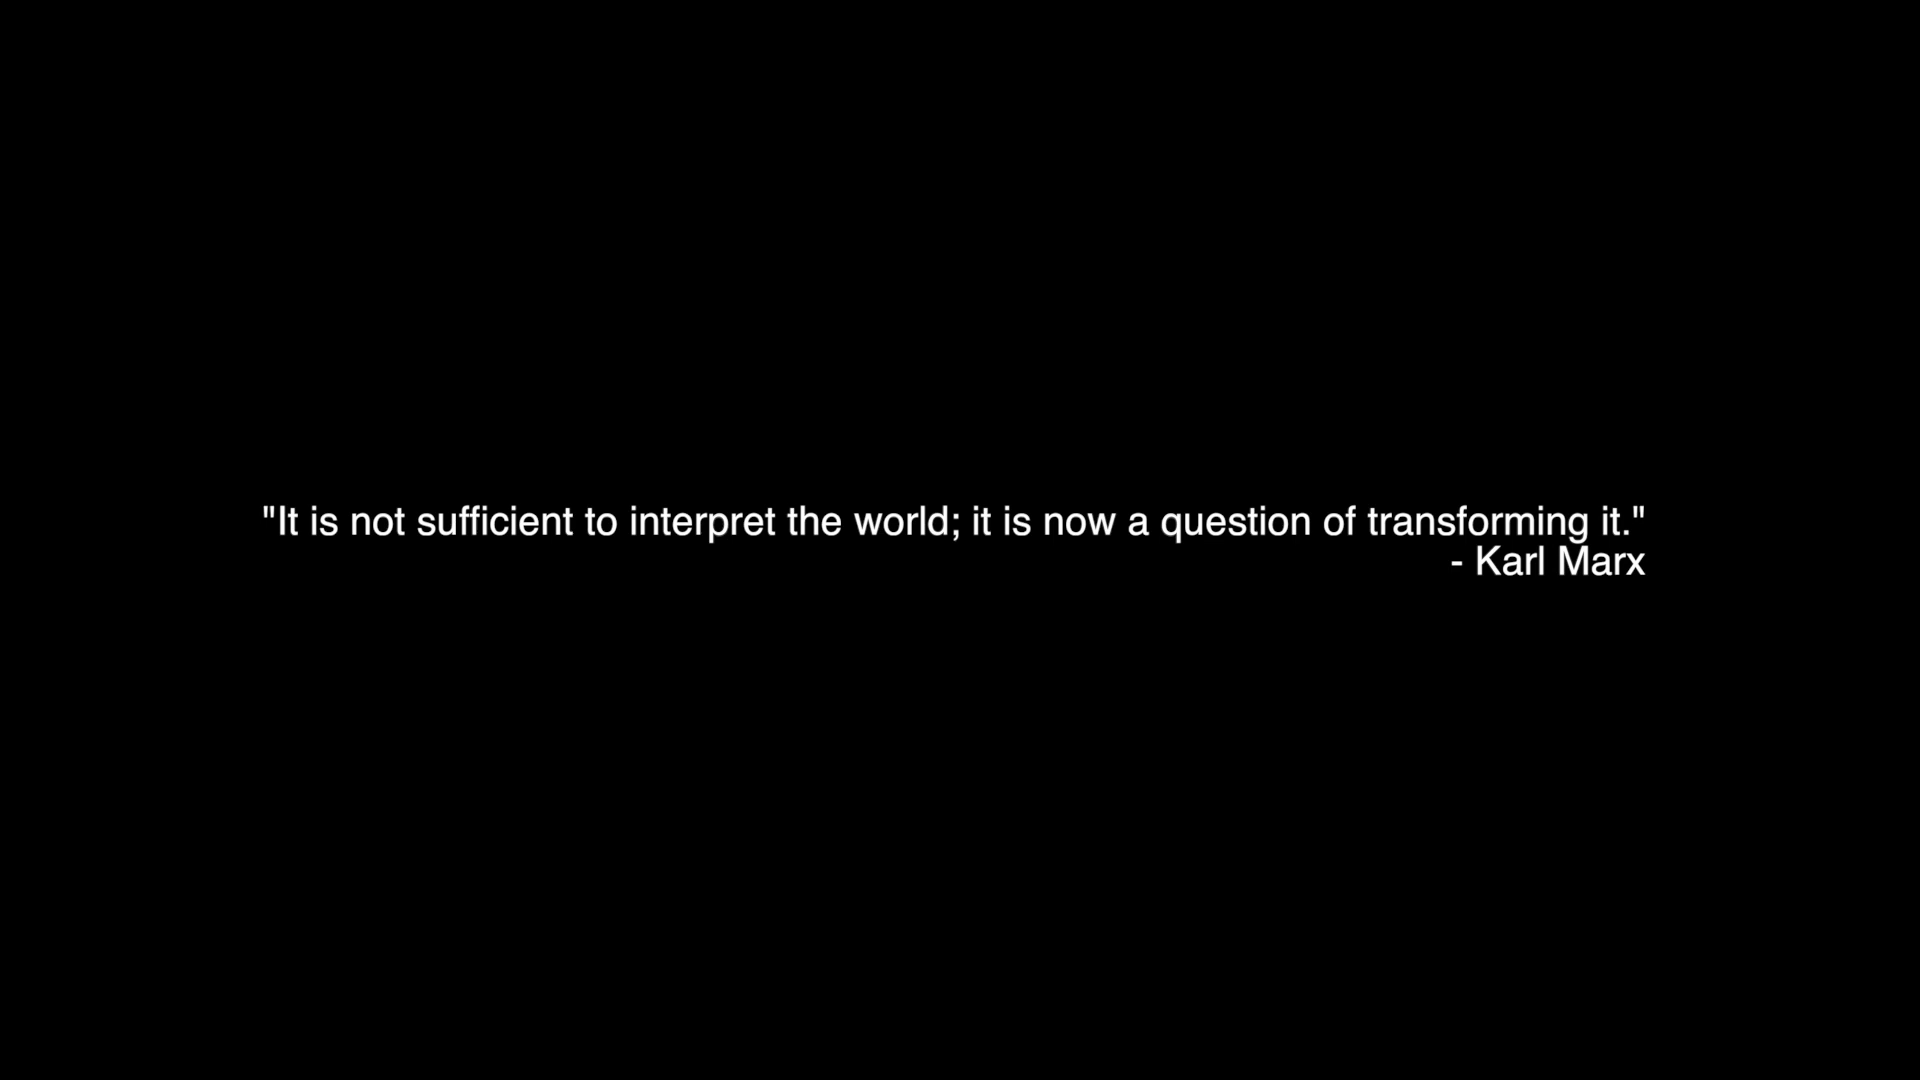 "It is not sufficient to interpret the world; it is now a question of transforming it."
- Karl Marx